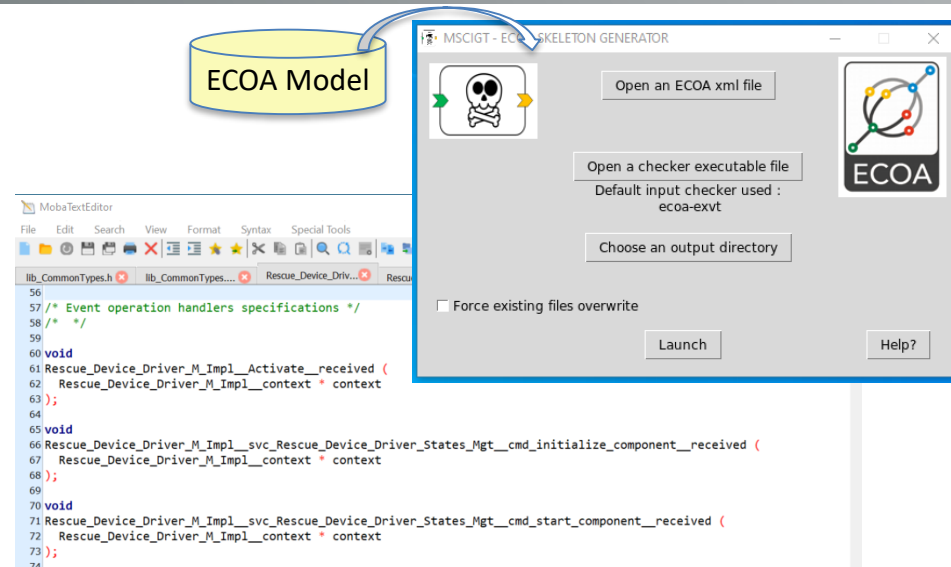 ECOA Model
MSCIGT - ECOA SKELETON GENERATOR
Open an ECOA xml file
Open a checker executable file
Default input checker used :
ecoa-exvt
ECOA
Choose an output directory
Force existing files overwrite
Launch
Help?
MobaTextEditor
File Edit Search View Format Syntax Special Tools
lib_CommonTypes.h lib_CommonTypes.... Rescue_Device_Driv... Rescu
56
57 /* Event operation handlers specifications */
58 /* */
59
60 void
61 Rescue_Device_Driver_M_Impl__Activate__received (
62 Rescue_Device_Driver_M_Impl__context * context
63 );
64
65 void
66 Rescue_Device_Driver_M_Impl__svc_Rescue_Device_Driver_States_Mgt__cmd_initialize_component__received (
67 Rescue_Device_Driver_M_Impl__context * context
68 );
69
70 void
71 Rescue_Device_Driver_M_Impl__svc_Rescue_Device_Driver_States_Mgt__cmd_start_component__received (
72 Rescue_Device_Driver_M_Impl__context * context
73 );
74